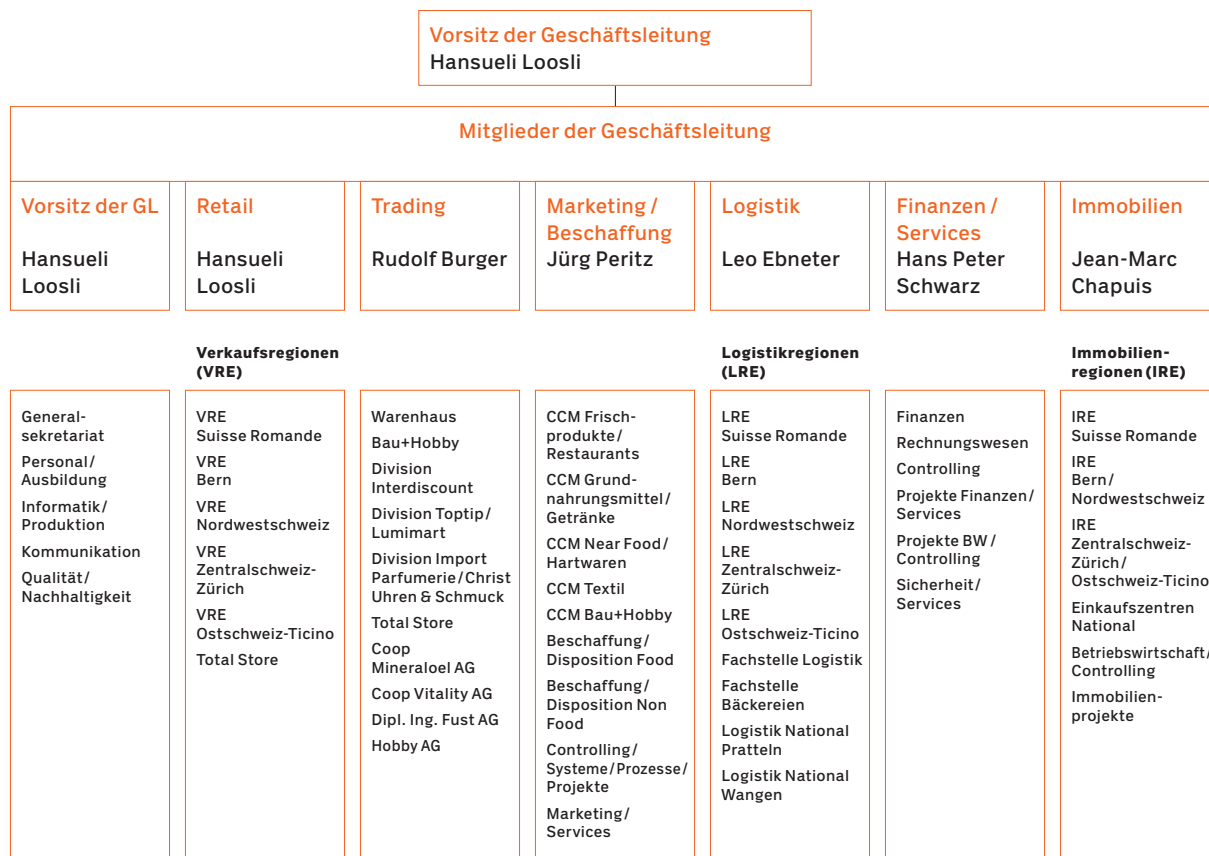 Vorsitz der Geschäftsleitung
Hansueli Loosli
Mitglieder der Geschäftsleitung
Vorsitz der GL
Hansueli
Loosli
Retail
Hansueli
Loosli
Trading
Rudolf Burger
Marketing /
Beschaffung
Jürg Peritz
Logistik
Leo Ebneter
Finanzen /
Services
Hans Peter
Schwarz
Immobilien
Jean-Marc
Chapuis
General-
sekretariat
Personal/
Ausbildung
Informatik/
Produktion
Kommunikation
Qualität/
Nachhaltigkeit
Verkaufsregionen
(VRE)
VRE
Suisse Romande
VRE
Bern
VRE
Nordwestschweiz
VRE
Zentralschweiz-
Zürich
VRE
Ostschweiz-Ticino
Total Store
Warenhaus
Bau+Hobby
Division
Interdiscount
Division Toptip/
Lumimart
Division Import
Parfumerie/Christ
Uhren & Schmuck
Total Store
Coop
Mineraloel AG
Coop Vitality AG
Dipl. Ing. Fust AG
Hobby AG
CCM Frisch-
produkte/
Restaurants
CCM Grund-
nahrungsmittel/
Getränke
CCM Near Food/
Hartwaren
CCM Textil
CCM Bau+Hobby
Beschaffung/
Disposition Food
Beschaffung/
Disposition Non
Food
Controlling/
Systeme/Prozesse/
Projekte
Marketing/
Services
Logistikregionen
(LRE)
LRE
Suisse Romande
LRE
Bern
LRE
Nordwestschweiz
LRE
Zentralschweiz-
Zürich
LRE
Ostschweiz-Ticino
Fachstelle Logistik
Fachstelle
Bäckereien
Logistik National
Pratteln
Logistik National
Wangen
Finanzen
Rechnungswesen
Controlling
Projekte Finanzen/
Services
Projekte BW/
Controlling
Sicherheit/
Services
Immobilien-
regionen (IRE)
IRE
Suisse Romande
IRE
Bern/
Nordwestschweiz
IRE
Zentralschweiz-
Zürich/
Ostschweiz-Ticino
Einkaufszentren
National
Betriebswirtschaft/
Controlling
Immobilien-
projekte